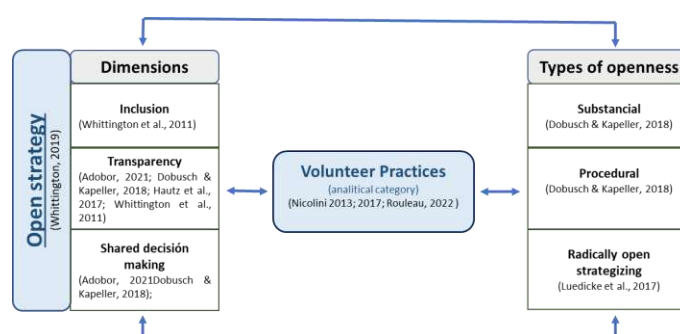 Open strategy
(Whittington, 2019)
Dimensions
Inclusion
(Whittington et al., 2011)
Transparency
(Adobor, 2021; Dobusch &
Kapeller, 2018; Hautz et al.,
2017; Whittington et al.,
2011)
Shared decisión
making
(Adobor, 2021Dobusch &
Kapeller, 2018);
Volunteer Practices
(analitical category)
(Nicolini 2013; 2017; Rouleau, 2022 )
Types of openness
Substancial
(Dobusch & Kapeller, 2018)
Procedural
(Dobusch & Kapeller, 2018)
Radically open
strategizing
(Luedicke et al., 2017)